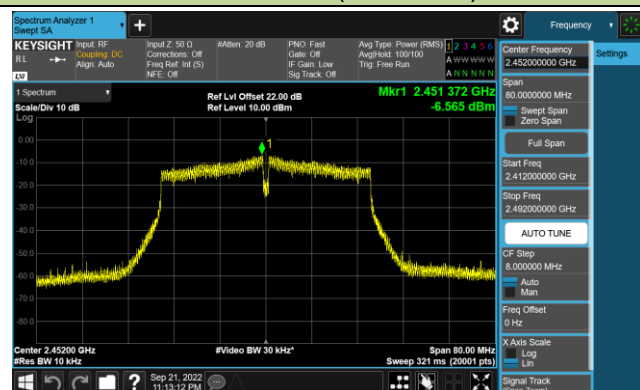 Spectrum Analyzer 1
Swept SA
+
Frequency
KEYSIGHT Input: RF Input Z: 50 Ω #Atten: 20 dB PNO: Fast Avg Type: Power (RMS) 1 2 3 4 5 6
RL Coupling: DC Corrections: Off Gate: Off Avg|Hold: 100/100 A W W W W W
Align: Auto Freq Ref: Int (S) IF Gain: Low Trig: Free Run
NFE: Off Sig Track: Off A N N N N N
Center Frequency
2.452000000 GHz
Settings
Span
80.0000000 MHz
Swept Span
Zero Span
Full Span
Start Freq
2.412000000 GHz
Stop Freq
2.492000000 GHz
AUTO TUNE
CF Step
8.000000 MHz
Auto
Man
Freq Offset
0 Hz
X Axis Scale
Log
Lin
Signal Track
1 Spectrum
Scale/Div 10 dB
Ref Lvl Offset 22.00 dB
Ref Level 10.00 dBm
Mkr1 2.451 372 GHz
-6.565 dBm
Log
1
0.00
-10.0
-20.0
-30.0
-40.0
-50.0
-60.0
-70.0
-80.0
Center 2.45200 GHz #Video BW 30 kHz* Span 80.00 MHz
#Res BW 10 kHz Sweep 321 ms (20001 pts)
? Sep 21, 2022
11:13:12 PM